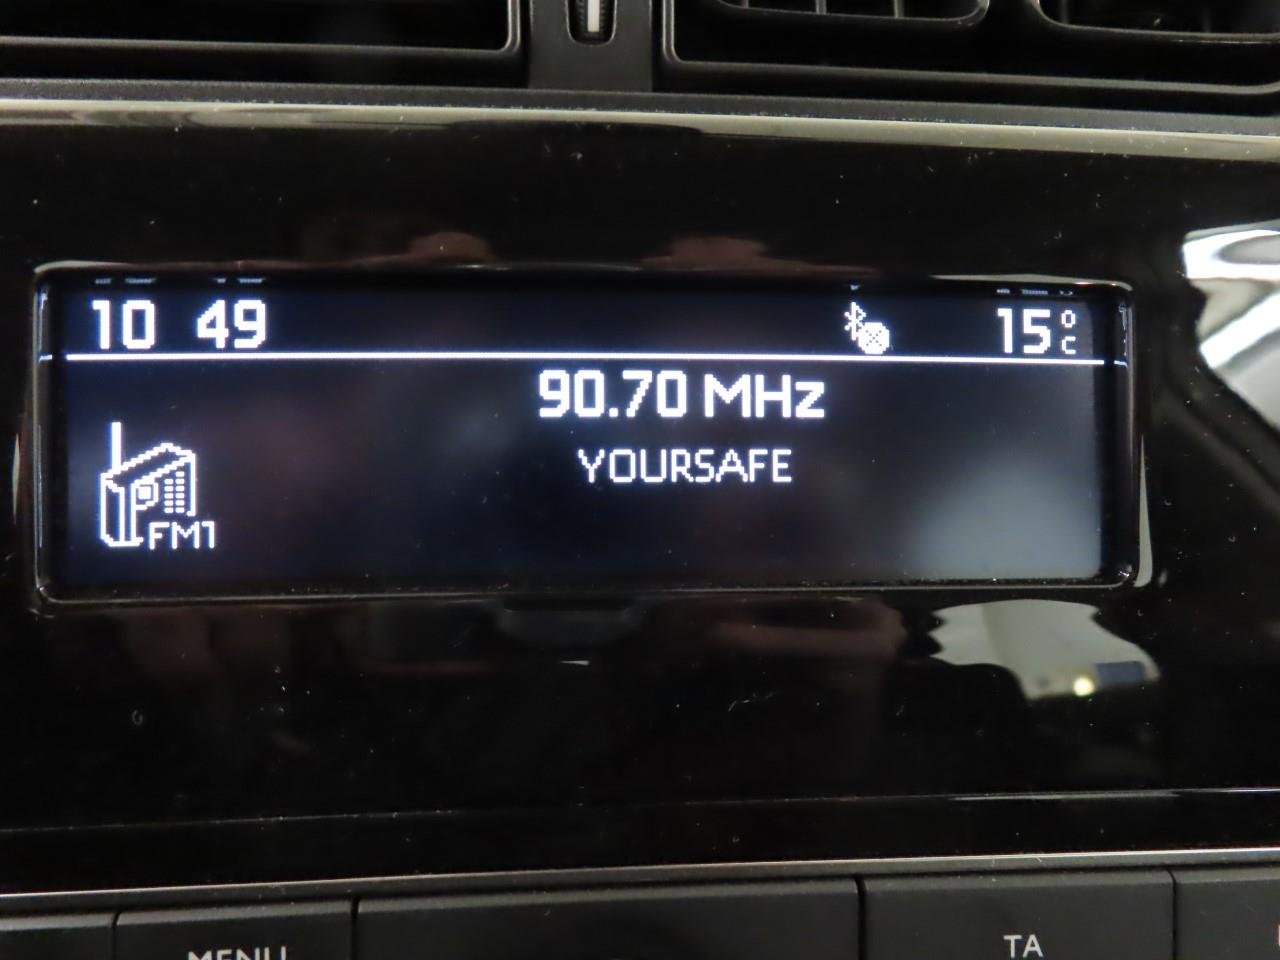 10 49 15°C
90.70 MHz
YOURSAFE
FM1
MENU
TA